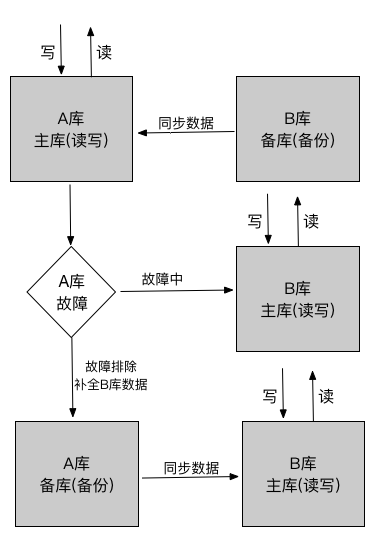 写
读
A库
主库(读写)
同步数据
B库
备库(备份)
写
读
A库
故障
故障中
B库
主库(读写)
故障排除
补全B库数据
写
读
A库
备库(备份)
同步数据
B库
主库(读写)